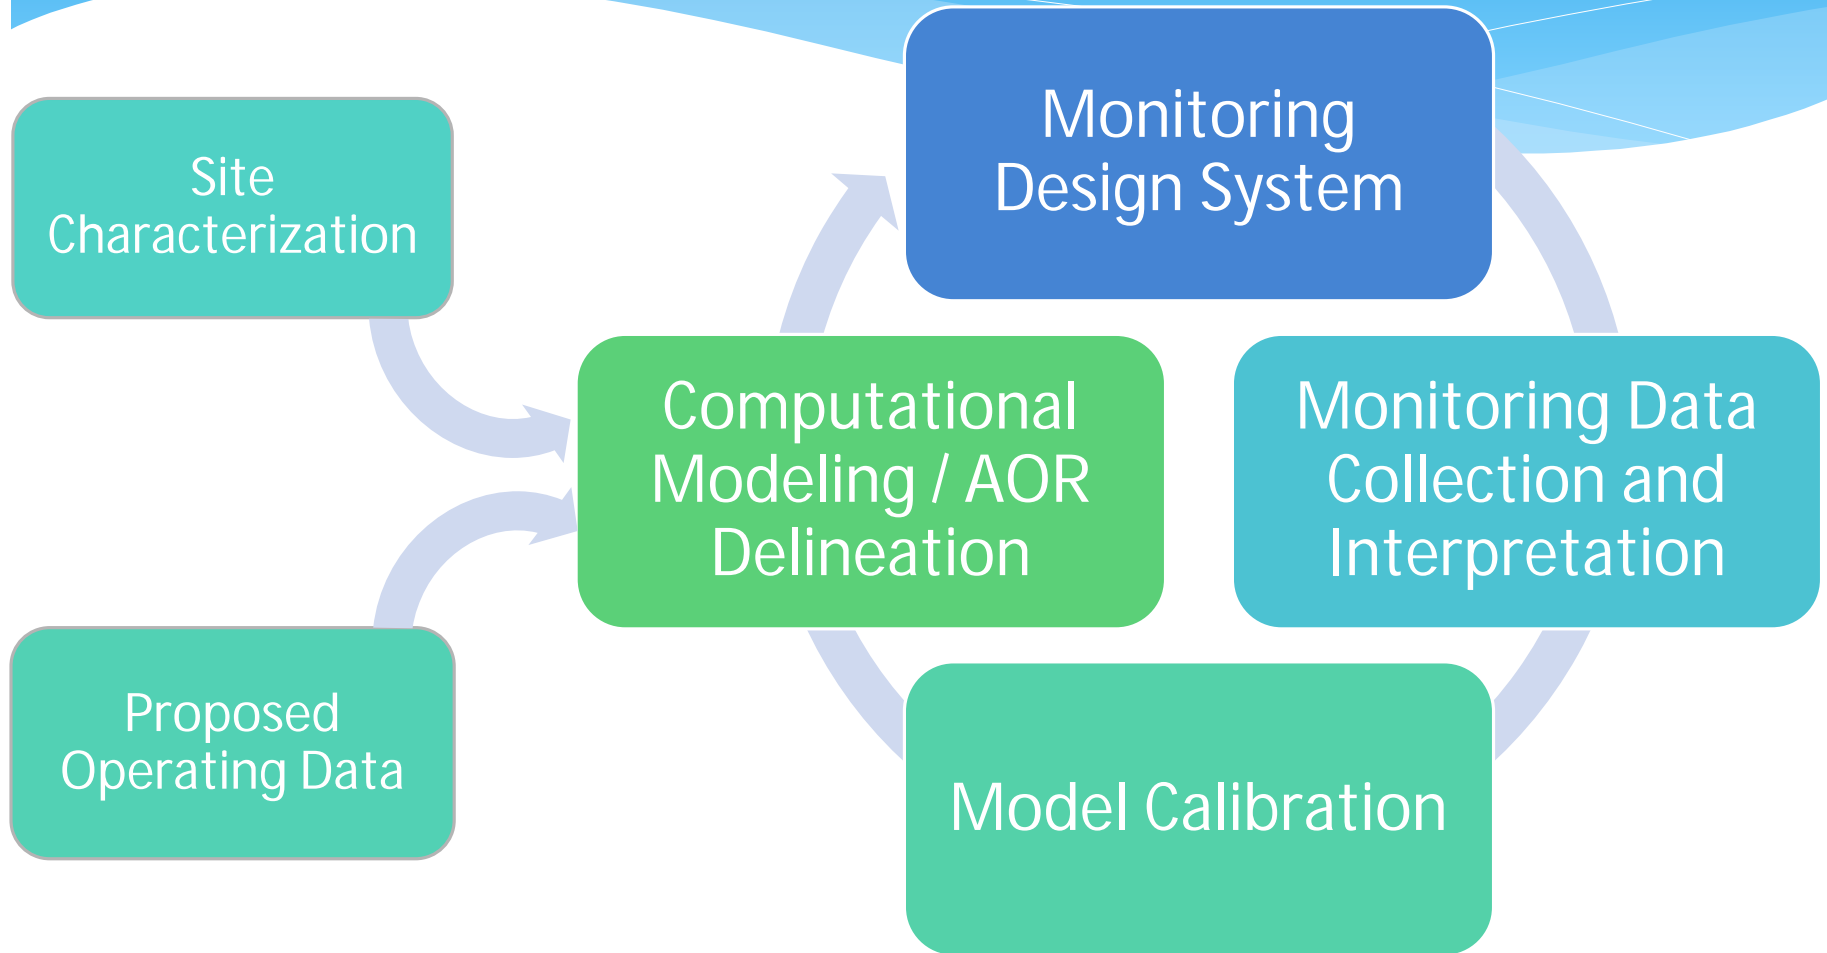 Monitoring
Design System
Site
Characterization
Computational
Modeling / AOR
Delineation
Monitoring Data
Collection and
Interpretation
Proposed
Operating Data
Model Calibration